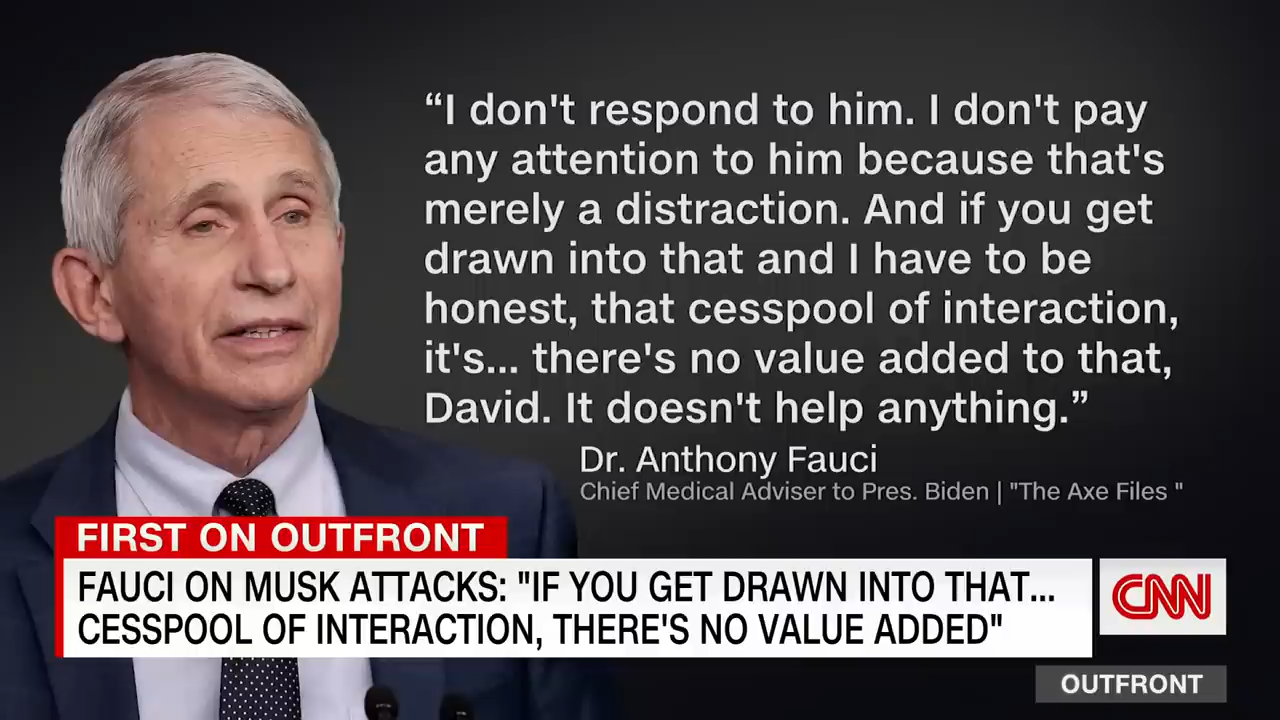 “I don't respond to him. I don't pay
any attention to him because that's
merely a distraction. And if you get
drawn into that and I have to be
honest, that cesspool of interaction,
it's... there's no value added to that,
David. It doesn't help anything.”
Dr. Anthony Fauci
Chief Medical Adviser to Pres. Biden | "The Axe Files "
FIRST ON OUTFRONT
FAUCI ON MUSK ATTACKS: "IF YOU GET DRAWN INTO THAT...
CESSPOOL OF INTERACTION, THERE'S NO VALUE ADDED"
CNN
OUTFRONT